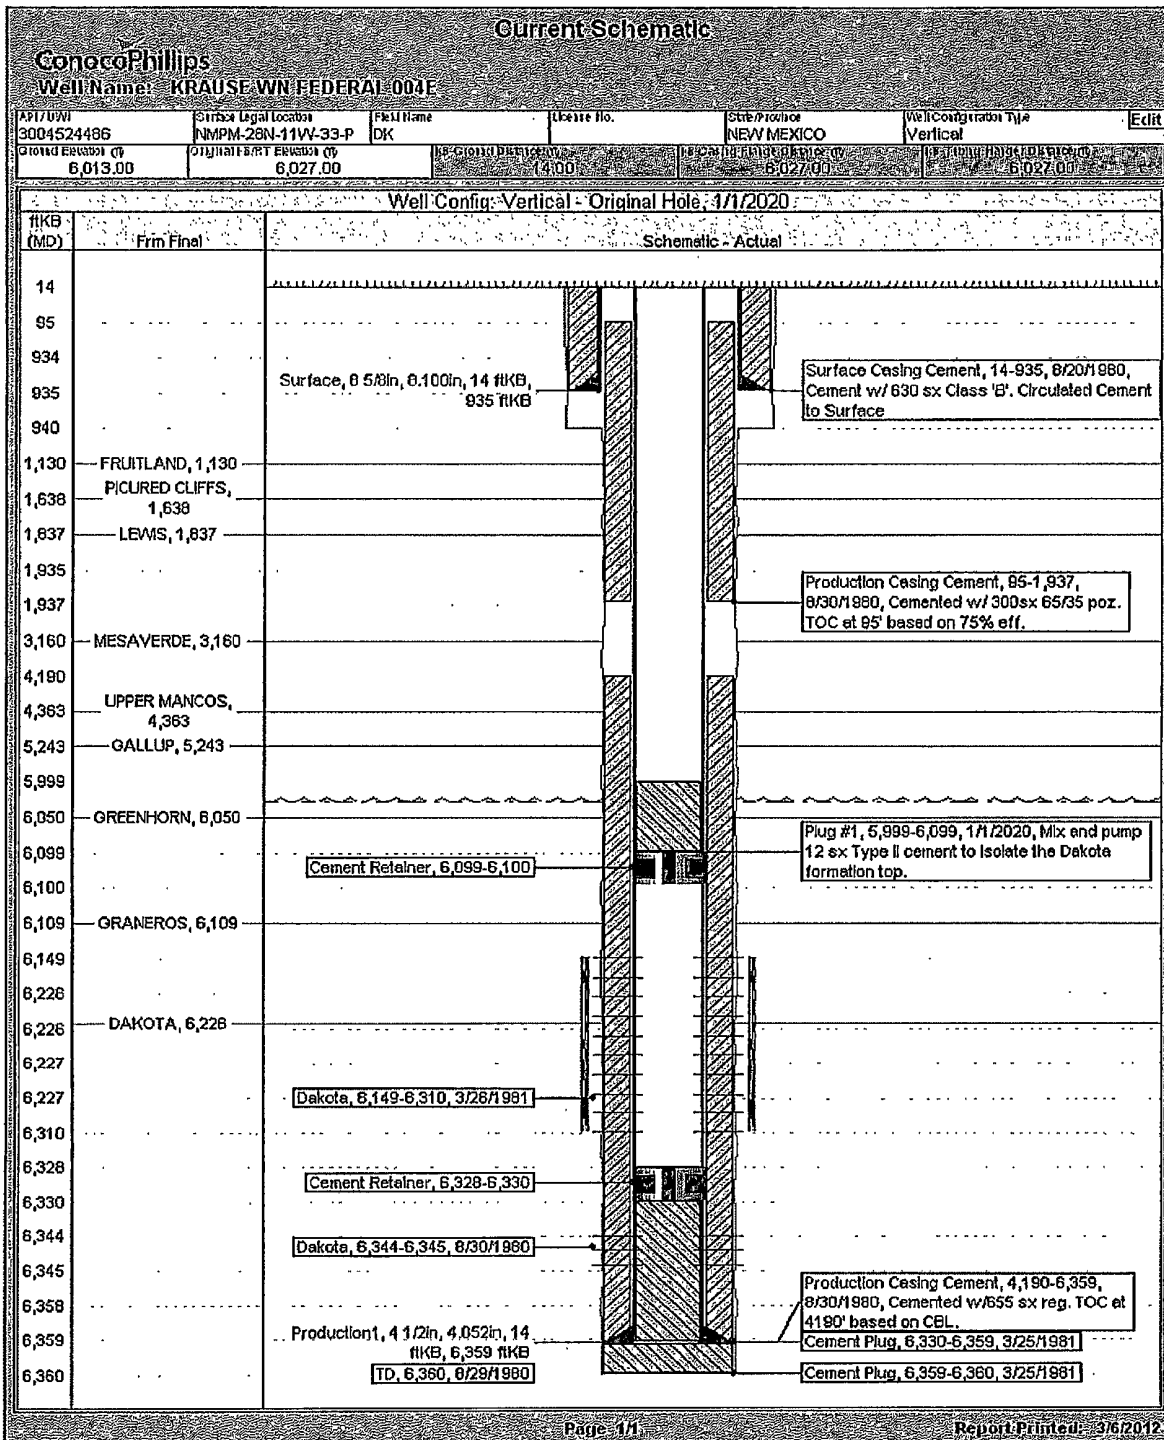 Current Schematic
ConocoPhillips
Well Name: KRAUSE WN FEDERAL 004E
API / UWI
Surface Legal Location
Field Name
License No.
State/Province
Well Configuration Type
Edit
3004524486
NMPM-28N-11W-33-P
DK
NEW MEXICO
Vertical
Ground Elevation (ft)
Original KB/RT Elevation (ft)
KB-Ground Distance (ft)
KB-Casing Flange Distance (ft)
KB-Tubing Hanger Distance (ft)
6,013.00
6,027.00
14.00
6,027.00
6,027.00
Well Config: Vertical - Original Hole, 1/1/2020
ftKB
(MD)
Frm Final
Schematic - Actual
14
95
934
935
940
1,130
1,638
1,837
1,935
1,937
3,160
4,190
4,363
5,243
5,999
6,050
6,099
6,100
6,109
6,149
6,226
6,226
6,227
6,227
6,310
6,328
6,330
6,344
6,345
6,358
6,359
6,360
FRUITLAND, 1,130
PICURED CLIFFS,
1,638
LEWIS, 1,837
MESAVERDE, 3,160
UPPER MANCOS,
4,363
GALLUP, 5,243
GREENHORN, 6,050
GRANEROS, 6,109
DAKOTA, 6,226
Surface, 8 5/8in, 8.100in, 14 ftKB,
935 ftKB
Surface Casing Cement, 14-935, 8/20/1980,
Cement w/ 630 sx Class 'B'. Circulated Cement
to Surface
Production Casing Cement, 95-1,937,
8/30/1980, Cemented w/ 300sx 65/35 poz.
TOC at 95' based on 75% eff.
Plug #1, 5,999-6,099, 1/1/2020, Mix and pump
12 sx Type II cement to isolate the Dakota
formation top.
Cement Retainer, 6,099-6,100
Dakota, 6,149-6,310, 3/26/1981
Cement Retainer, 6,328-6,330
Dakota, 6,344-6,345, 8/30/1980
Production Casing Cement, 4,190-6,359,
8/30/1980, Cemented w/655 sx reg. TOC at
4190' based on CBL.
Production1, 4 1/2in, 4.052in, 14
ftKB, 6,359 ftKB
Cement Plug, 6,330-6,359, 3/25/1981
TD, 6,360, 8/29/1980
Cement Plug, 6,359-6,360, 3/25/1981
Page 1/1
Report Printed: 3/6/2012